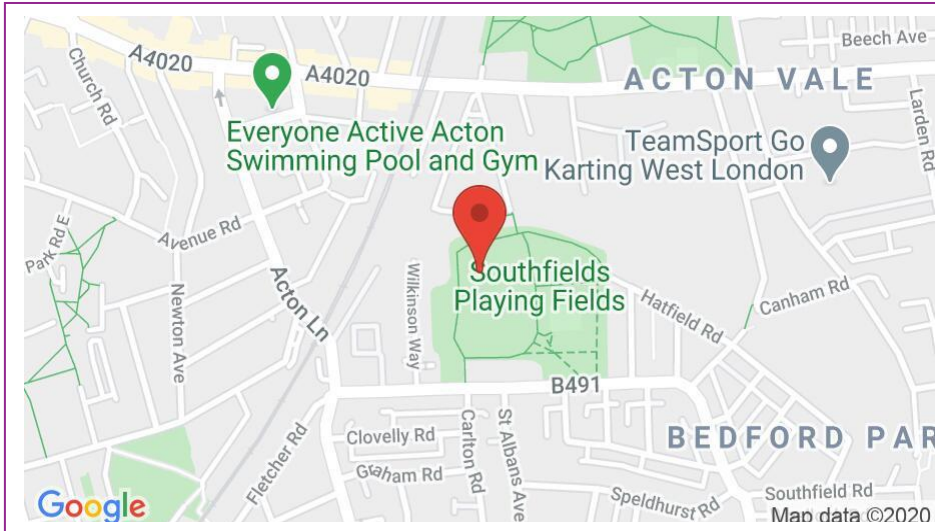 A4020
A4020
Beech Ave
Church Rd
ACTON VALE
Larden Rd
Everyone Active Acton
Swimming Pool and Gym
TeamSport Go
Karting West London
Park Rd E
Avenue Rd
Southfields
Playing Fields
Newton Ave
Acton Ln
Wilkinson Way
Hatfield Rd
Canham Rd
B491
Fletcher Rd
Clovelly Rd
Carlton Rd
St Albans Ave
BEDFORD PAR
Graham Rd
Speldhurst Rd
Southfield Rd
Google
Map data ©2020